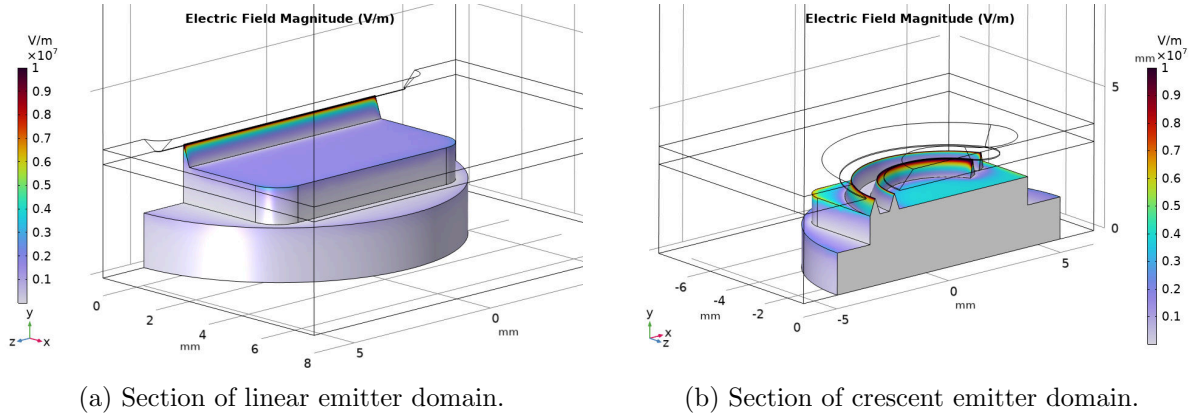 Electric Field Magnitude (V/m)
V/m
×10⁷
1
0.9
0.8
0.7
0.6
0.5
0.4
0.3
0.2
0.1
0
2
4
6
8
mm
5
0
mm
y
z
x
(a) Section of linear emitter domain.
Electric Field Magnitude (V/m)
V/m
mm
×10⁷
1
0.9
0.8
0.7
0.6
0.5
0.4
0.3
0.2
0.1
5
0
-6
-4
-2
0
mm
-5
0
5
mm
y
x
z
(b) Section of crescent emitter domain.